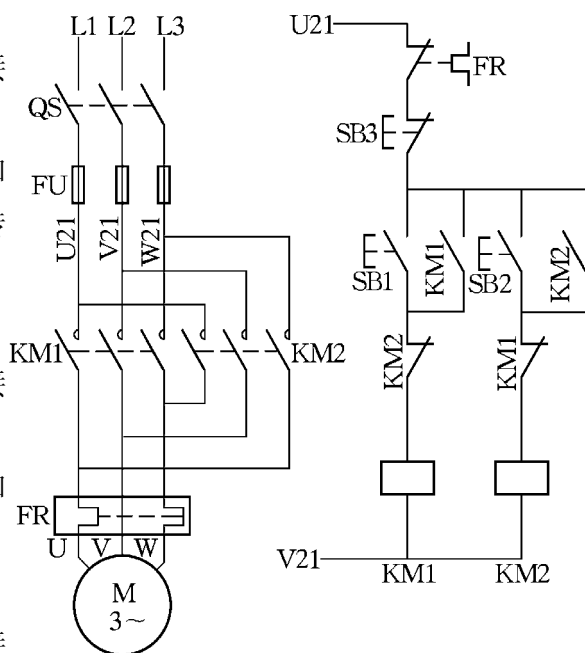 L1 L2 L3
QS
FU
U21 V21 W21
KM1 KM2
FR
U V W
M
3~
U21
FR
SB3
SB1 KM1 SB2 KM2
KM2 KM1
V21
KM1 KM2